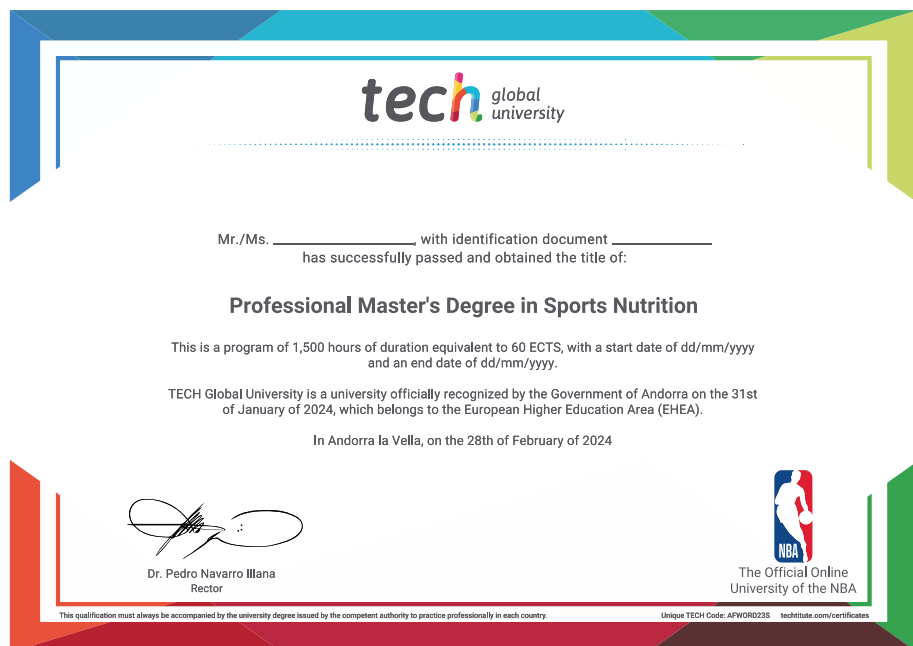 tech global
university
Mr./Ms. ____________, with identification document ____________
has successfully passed and obtained the title of:
Professional Master's Degree in Sports Nutrition
This is a program of 1,500 hours of duration equivalent to 60 ECTS, with a start date of dd/mm/yyyy
and an end date of dd/mm/yyyy.
TECH Global University is a university officially recognized by the Government of Andorra on the 31st
of January of 2024, which belongs to the European Higher Education Area (EHEA).
In Andorra la Vella, on the 28th of February of 2024
Dr. Pedro Navarro Illana
Rector
NBA
The Official Online
University of the NBA
This qualification must always be accompanied by the university degree issued by the competent authority to practice professionally in each country.
Unique TECH Code: AFWORD23S techtitute.com/certificates